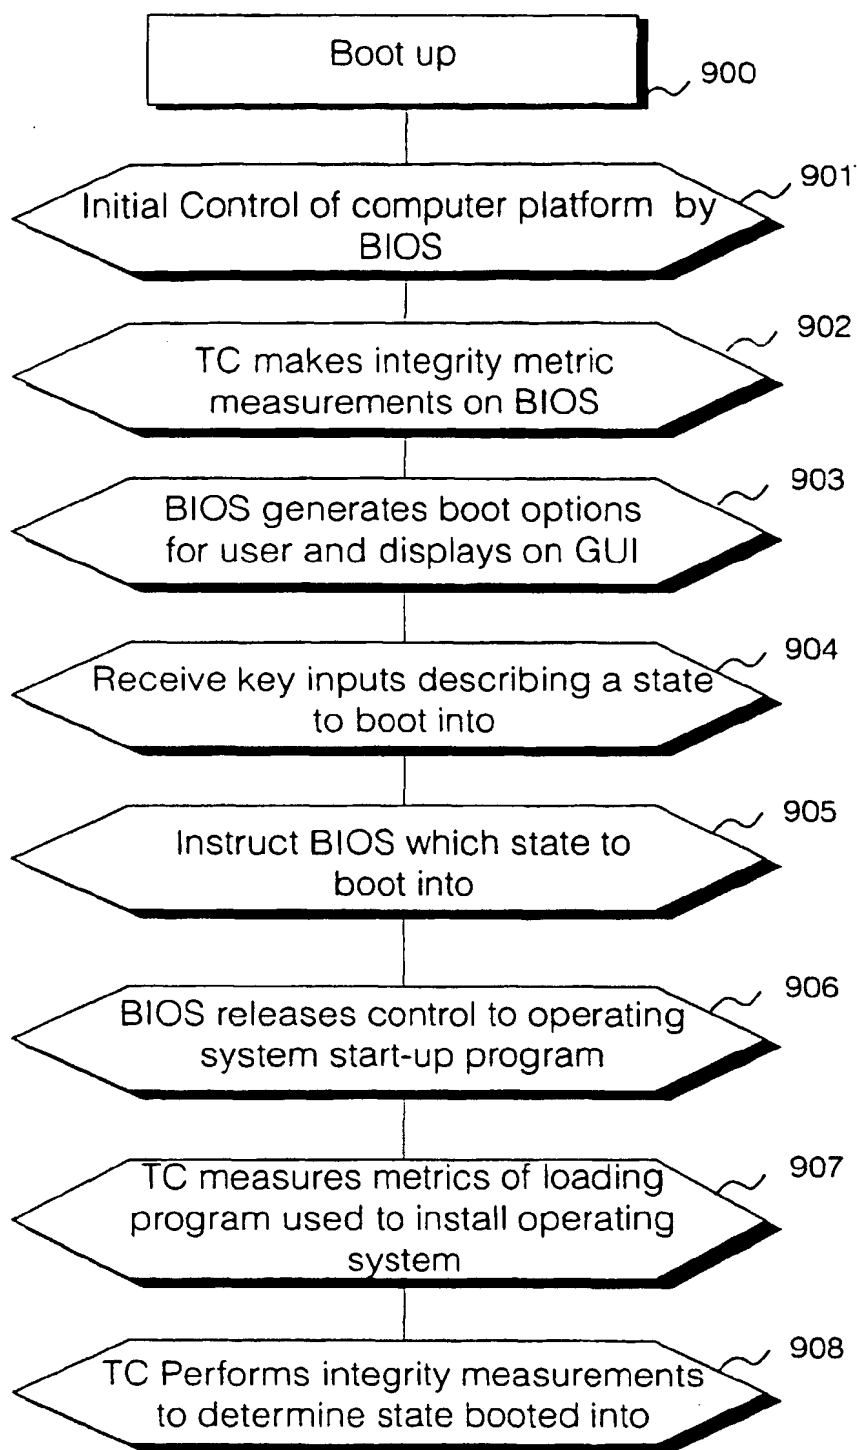 Boot up
900
Initial Control of computer platform by
BIOS
901
TC makes integrity metric
measurements on BIOS
902
BIOS generates boot options
for user and displays on GUI
903
Receive key inputs describing a state
to boot into
904
Instruct BIOS which state to
boot into
905
BIOS releases control to operating
system start-up program
906
TC measures metrics of loading
program used to install operating
system
907
TC Performs integrity measurements
to determine state booted into
908